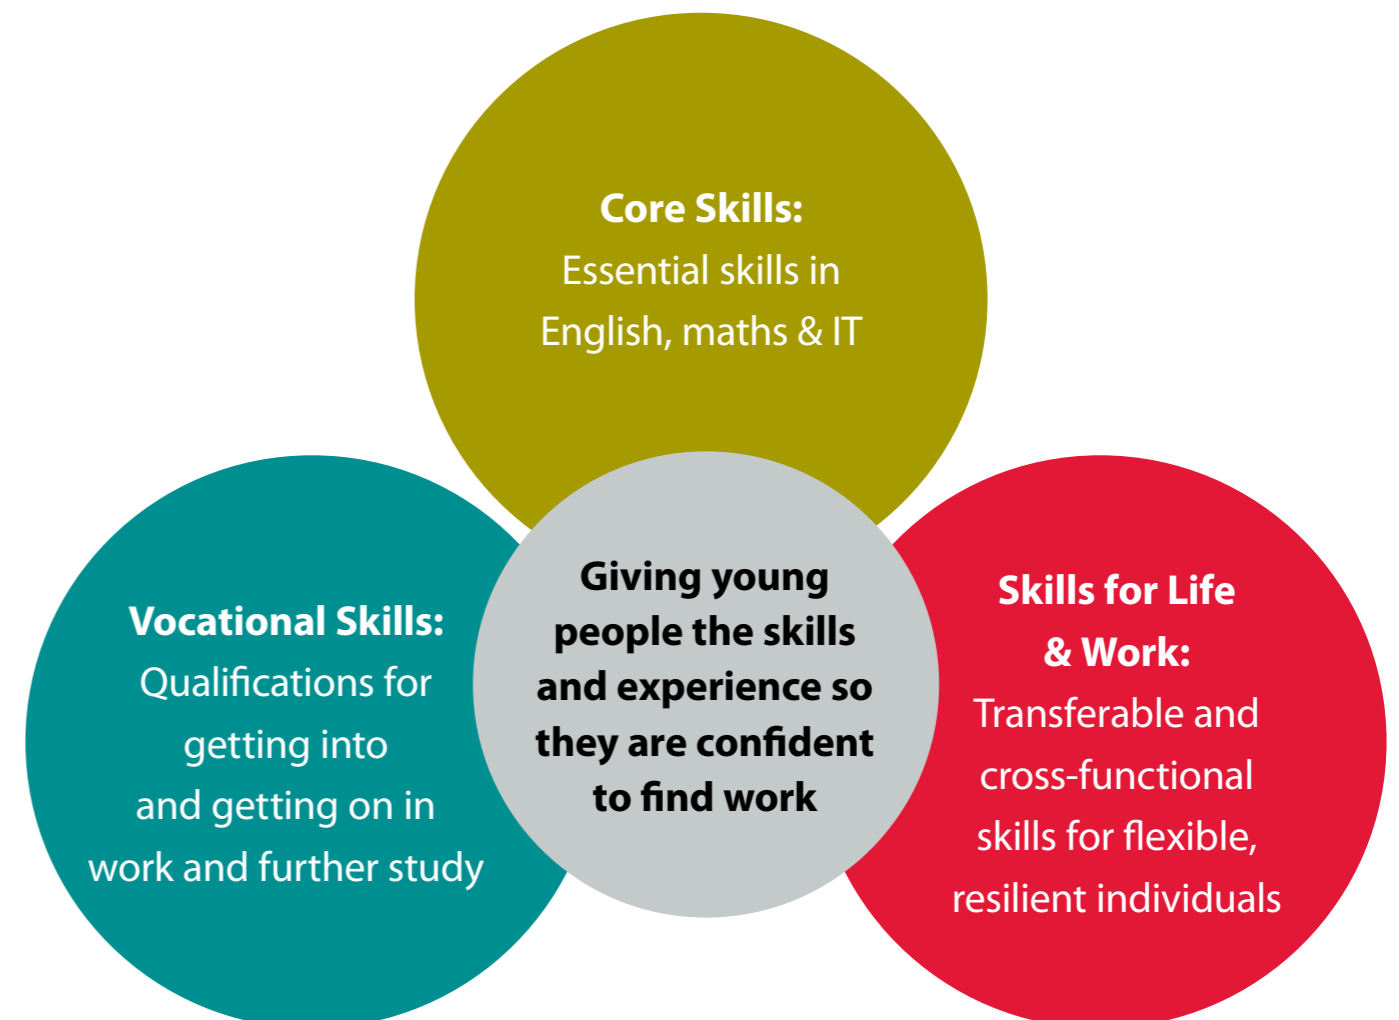 Core Skills:
Essential skills in
English, maths & IT
Vocational Skills:
Qualifications for
getting into
and getting on in
work and further study
Giving young
people the skills
and experience so
they are confident
to find work
Skills for Life
& Work:
Transferable and
cross-functional
skills for flexible,
resilient individuals